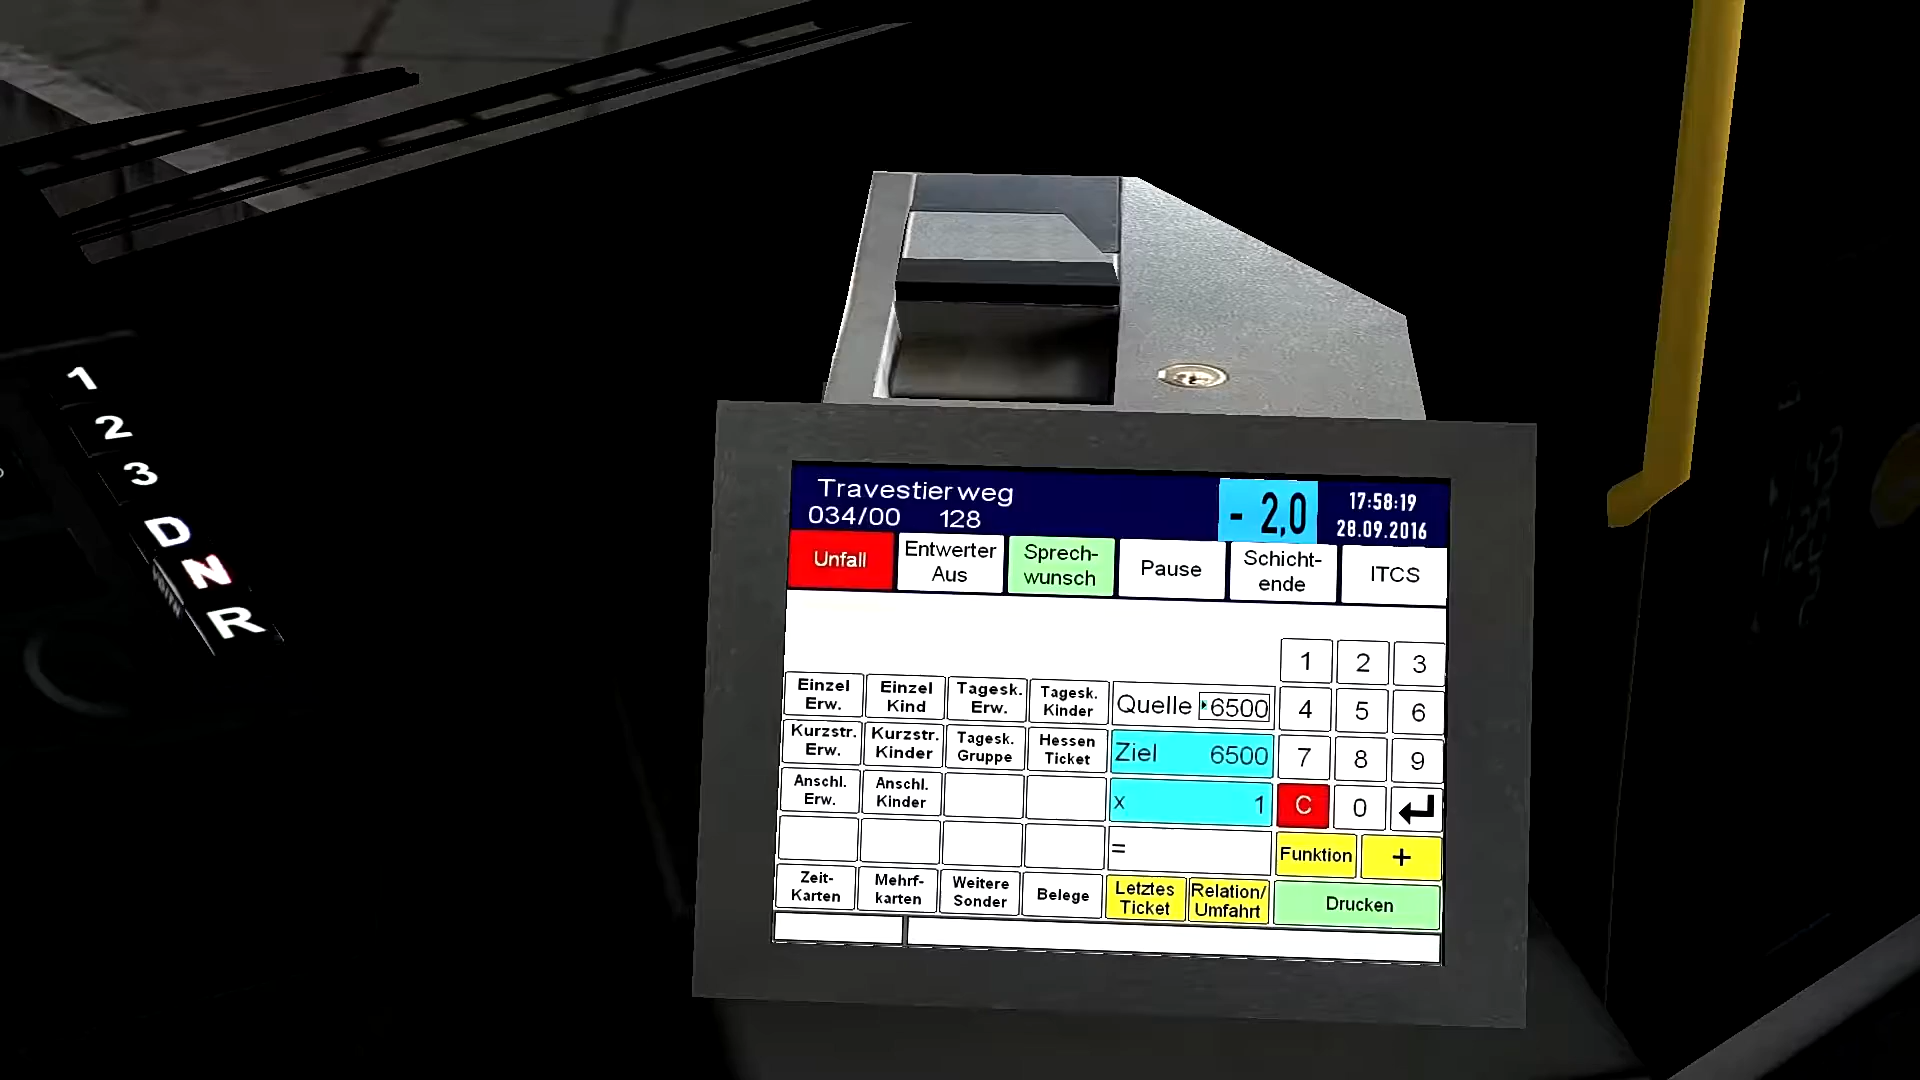 1
2
3
D
N
R
Travestierweg
034/00 128
- 2,0
17:58:19
28.09.2016
Unfall
Entwerter
Aus
Sprech-
wunsch
Pause
Schicht-
ende
ITCS
1 2 3
Einzel
Erw.
Einzel
Kind
Tagesk.
Erw.
Tagesk.
Kinder
Quelle 6500
4 5 6
Kurzstr.
Erw.
Kurzstr.
Kinder
Tagesk.
Gruppe
Hessen
Ticket
Ziel 6500
7 8 9
Anschl.
Erw.
Anschl.
Kinder
x 1
C 0
=
Funktion +
Zeit-
Karten
Mehrf-
karten
Weitere
Sonder
Belege
Letztes
Ticket
Relation/
Umfahrt
Drucken